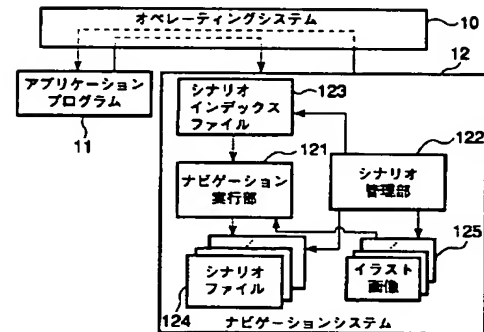 オペレーティングシステム
10
12
アプリケーション
プログラム
11
シナリオ
インデックス
ファイル
123
121
122
ナビゲーション
実行部
シナリオ
管理部
125
シナリオ
ファイル
イラスト
画像
124
ナビゲーションシステム